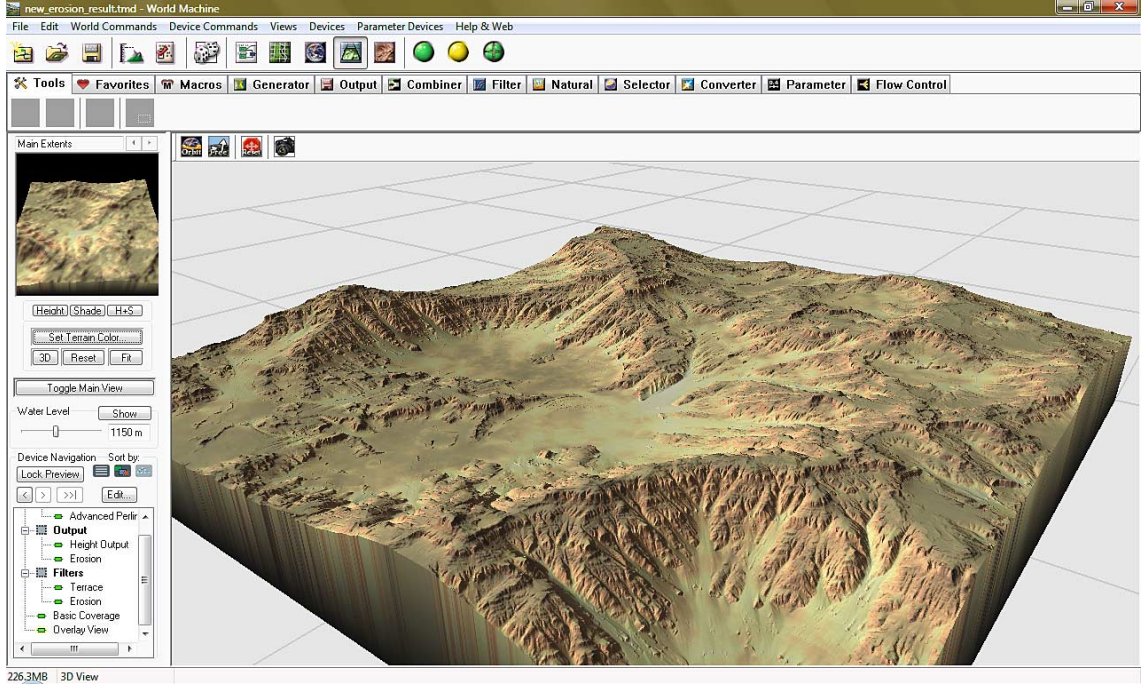 new_erosion_result.tmd - World Machine
File Edit World Commands Device Commands Views Devices Parameter Devices Help & Web
Tools Favorites Macros Generator Output Combiner Filter Natural Selector Converter Parameter Flow Control
Main Extents
Orbit Free Reset
Height Shade H+S
Set Terrain Color...
3D Reset Fit
Toggle Main View
Water Level Show
1150 m
Device Navigation Sort by:
Lock Preview
< > >>| Edit...
Advanced Perlir
Output
Height Output
Erosion
Filters
Terrace
Erosion
Basic Coverage
Overlay View
226.3MB 3D View